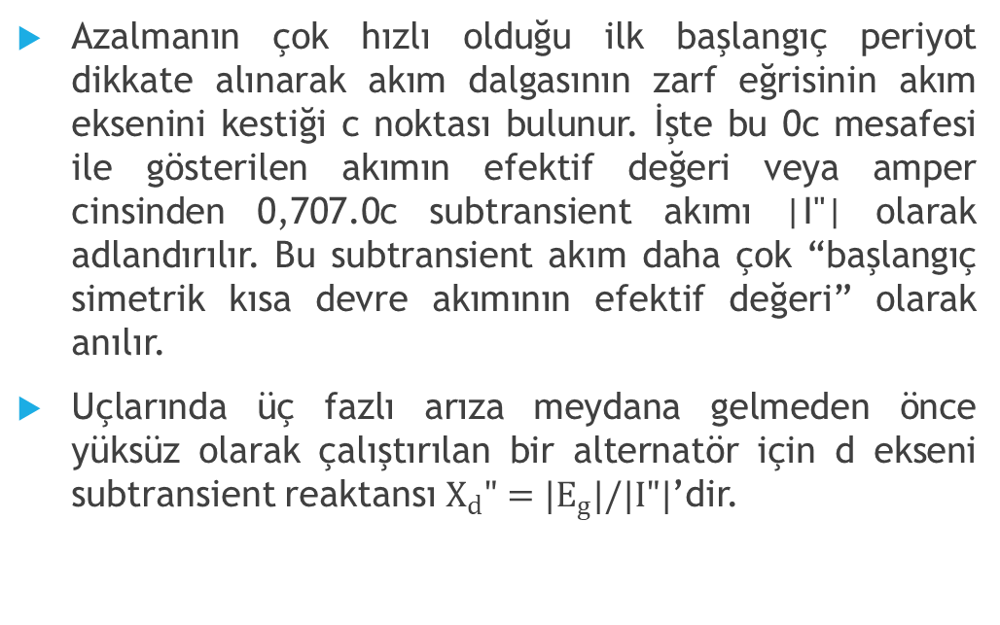 Azalmanın çok hızlı olduğu ilk başlangıç periyot
dikkate alınarak akım dalgasının zarf eğrisinin akım
eksenini kestiği c noktası bulunur. İşte bu 0c mesafesi
ile gösterilen akımın efektif değeri veya amper
cinsinden 0,707.0c subtransient akımı |I"| olarak
adlandırılır. Bu subtransient akım daha çok “başlangıç
simetrik kısa devre akımının efektif değeri” olarak
anılır.
Uçlarında üç fazlı arıza meydana gelmeden önce
yüksüz olarak çalıştırılan bir alternatör için d ekseni
subtransient reaktansı X_d" = |E_g|/|I"|’dir.